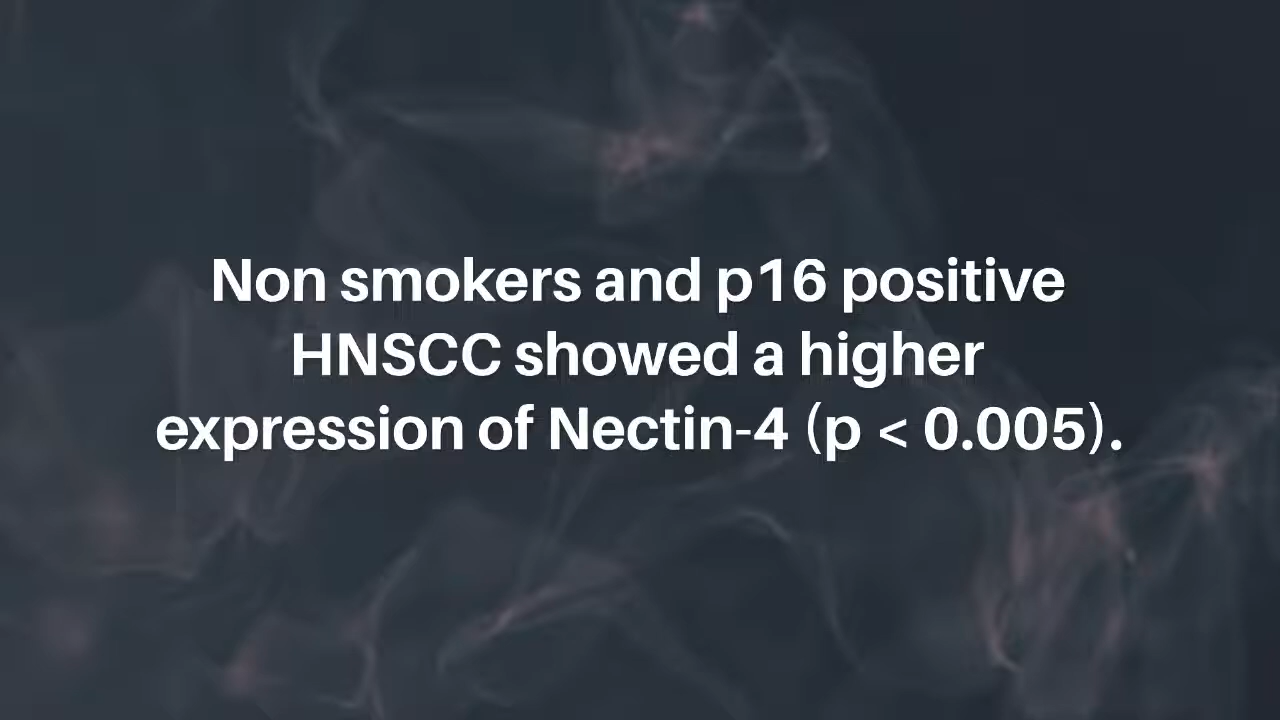 Non smokers and p16 positive
HNSCC showed a higher
expression of Nectin-4 (p < 0.005).